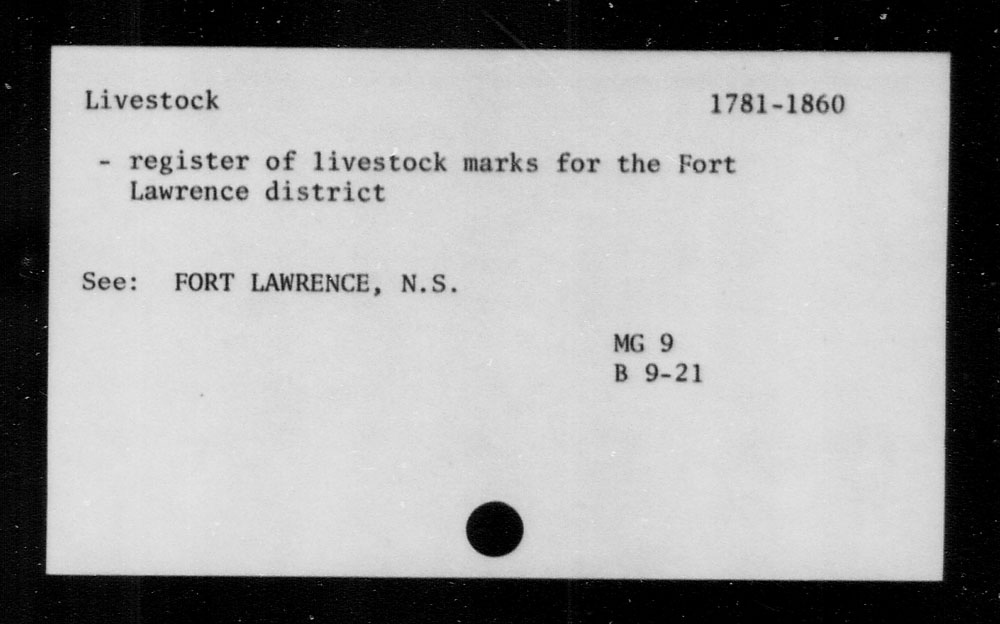 Livestock 1781-1860
- register of livestock marks for the Fort
Lawrence district
See: FORT LAWRENCE, N.S.
MG 9
B 9-21